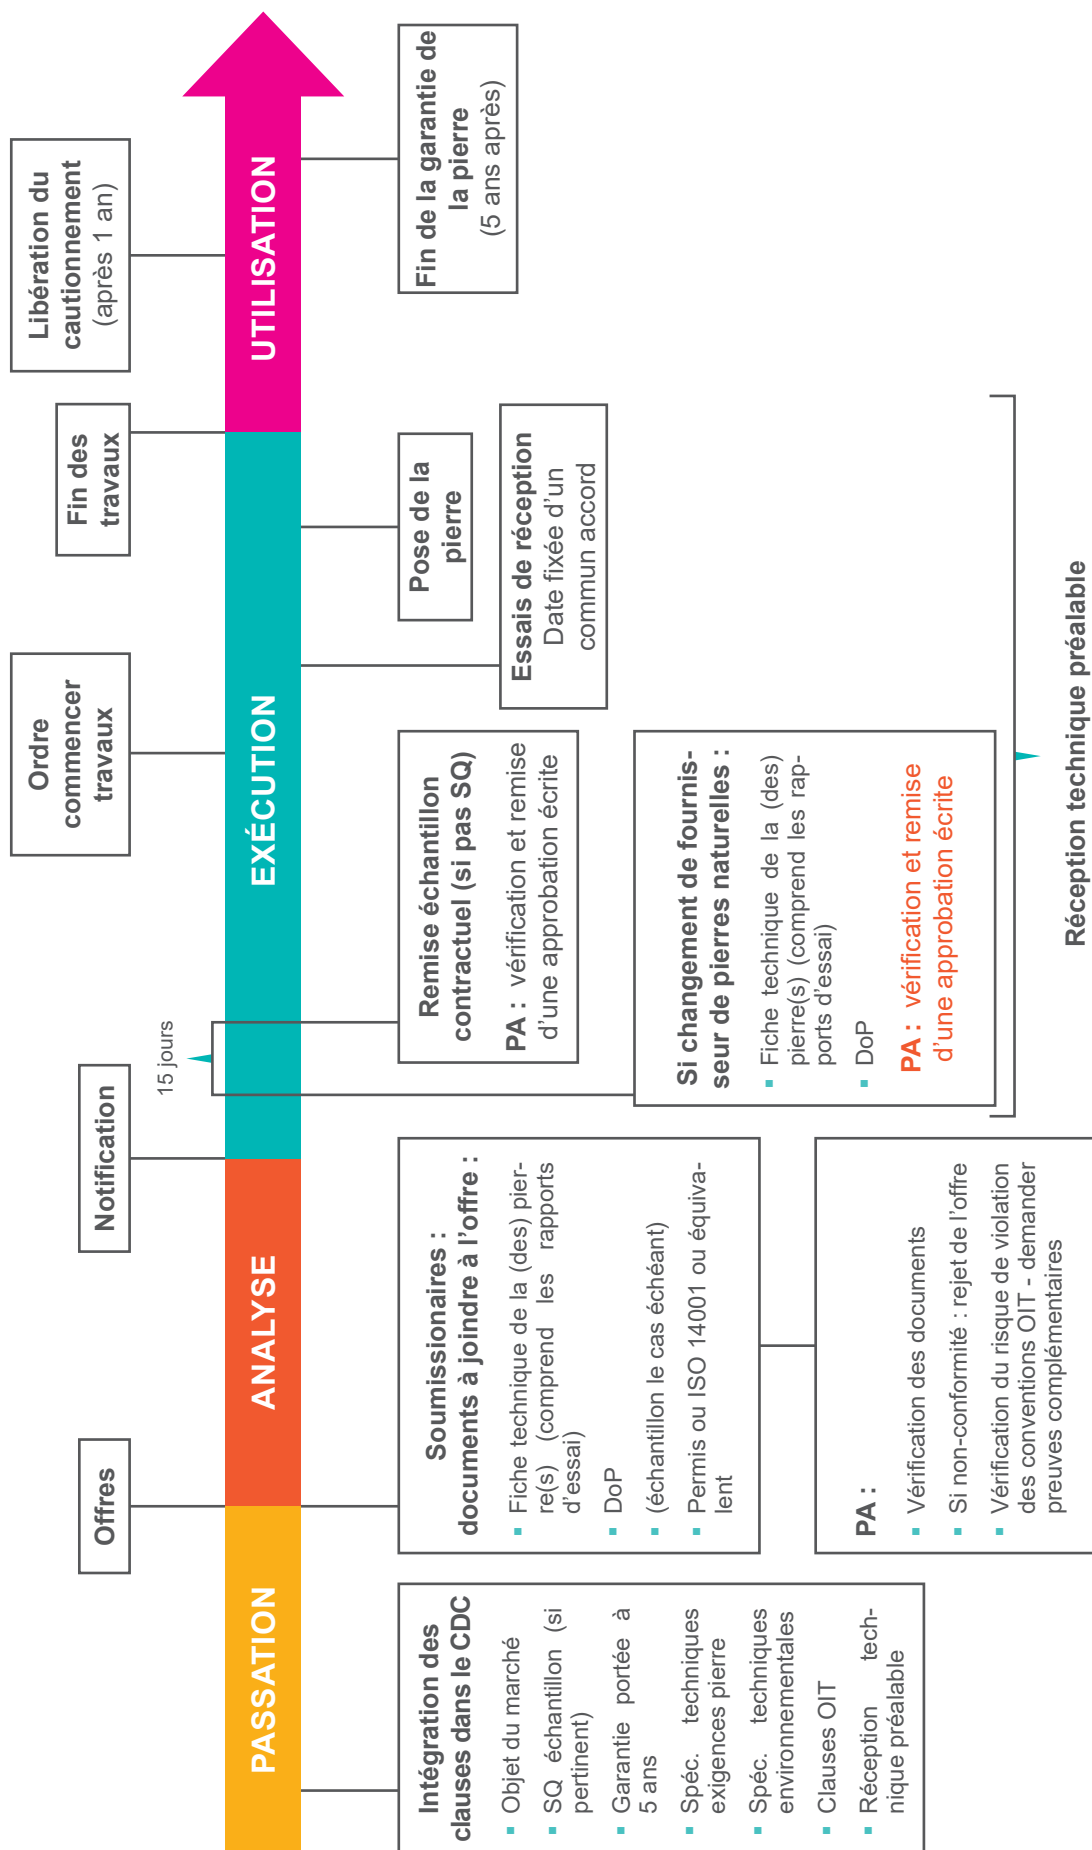 PASSATION
ANALYSE
EXÉCUTION
UTILISATION
Offres
Notification
15 jours
Ordre
commencer
travaux
Fin des
travaux
Libération du
cautionnement
(après 1 an)
Intégration des
clauses dans le CDC
▪ Objet du marché
▪ SQ échantillon (si
pertinent)
▪ Garantie portée à
5 ans
▪ Spéc. techniques
exigences pierre
▪ Spéc. techniques
environnementales
▪ Clauses OIT
▪ Réception tech-
nique préalable
Soumissionaires :
documents à joindre à l'offre :
▪ Fiche technique de la (des) pier-
re(s) (comprend les rapports
d'essai)
▪ DoP
▪ (échantillon le cas échéant)
▪ Permis ou ISO 14001 ou équiva-
lent
PA :
▪ Vérification des documents
▪ Si non-conformité : rejet de l'offre
▪ Vérification du risque de violation
des conventions OIT - demander
preuves complémentaires
Remise échantillon
contractuel (si pas SQ)
PA : vérification et remise
d'une approbation écrite
Si changement de fournis-
seur de pierres naturelles :
▪ Fiche technique de la (des)
pierre(s) (comprend les rap-
ports d'essai)
▪ DoP
PA : vérification et remise
d'une approbation écrite
Essais de réception
Date fixée d'un
commun accord
Pose de la
pierre
Fin de la garantie de
la pierre
(5 ans après)
Réception technique préalable